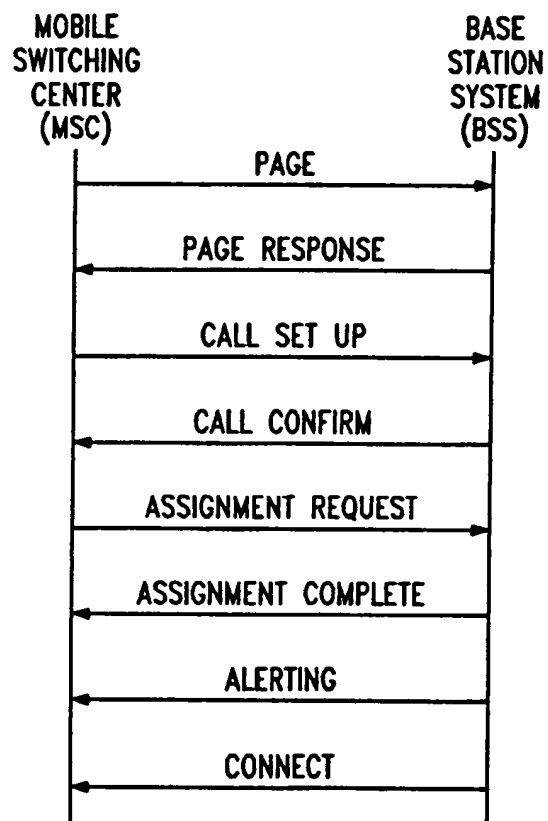 MOBILE
SWITCHING
CENTER
(MSC)
BASE
STATION
SYSTEM
(BSS)
PAGE
PAGE RESPONSE
CALL SET UP
CALL CONFIRM
ASSIGNMENT REQUEST
ASSIGNMENT COMPLETE
ALERTING
CONNECT